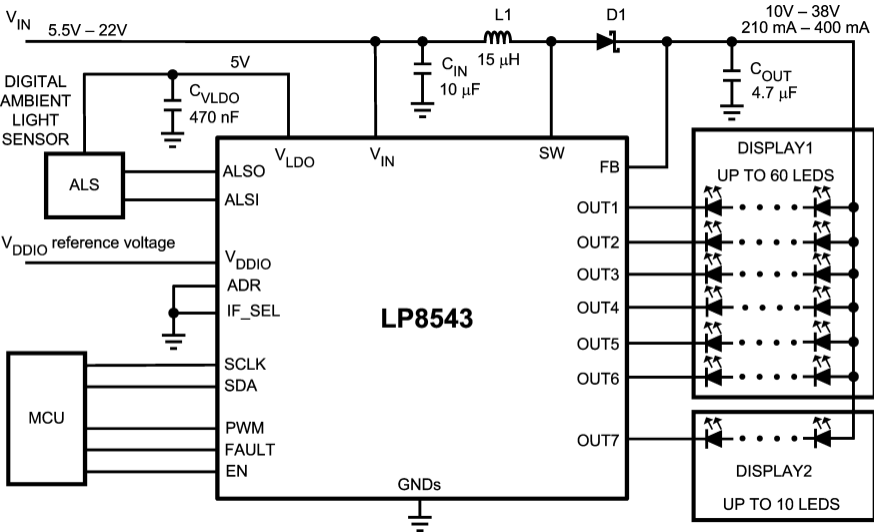 VIN 5.5V – 22V
L1
D1
10V – 38V
210 mA – 400 mA
15 µH
CIN
10 µF
COUT
4.7 µF
5V
CVLDO
470 nF
DIGITAL
AMBIENT
LIGHT
SENSOR
ALS
VLDO
VIN
SW
FB
ALSO
ALSI
VDDIO reference voltage
VDDIO
ADR
IF_SEL
LP8543
MCU
SCLK
SDA
PWM
FAULT
EN
GNDs
OUT1
OUT2
OUT3
OUT4
OUT5
OUT6
OUT7
DISPLAY1
UP TO 60 LEDS
DISPLAY2
UP TO 10 LEDS